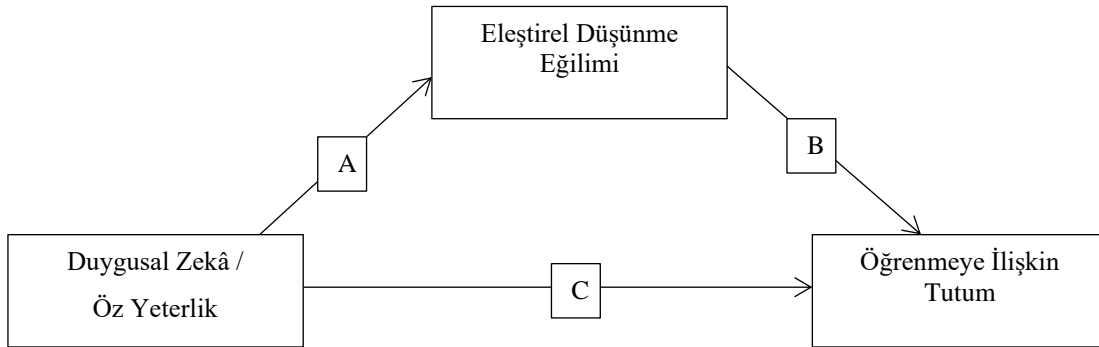 Eleştirel Düşünme
Eğilimi
A
B
Duygusal Zekâ /
Öz Yeterlik
C
Öğrenmeye İlişkin
Tutum